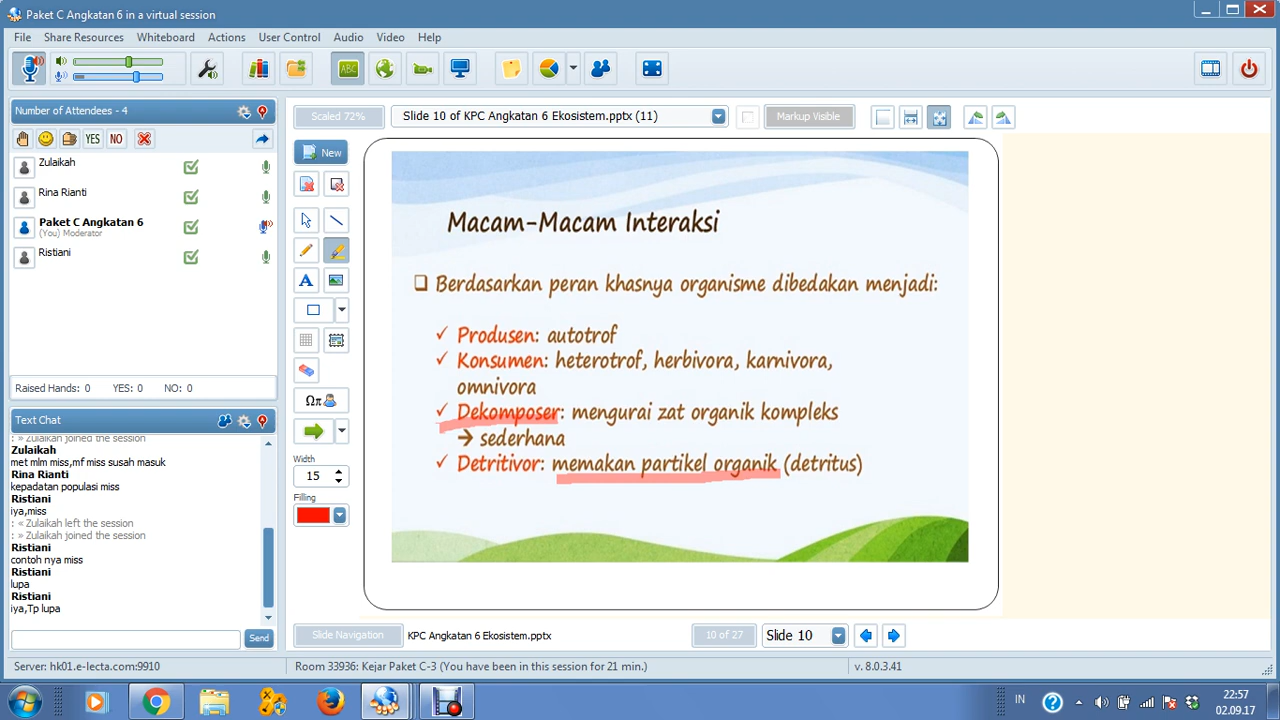 Paket C Angkatan 6 in a virtual session
File Share Resources Whiteboard Actions User Control Audio Video Help
ABC
Number of Attendees - 4
YES NO
Zulaikah
Rina Rianti
Paket C Angkatan 6
(You) Moderator
Ristiani
Raised Hands: 0 YES: 0 NO: 0
Text Chat
: » Zulaikah joined the session
Zulaikah
met mlm miss,mf miss susah masuk
Rina Rianti
kepadatan populasi miss
Ristiani
iya,miss
: « Zulaikah left the session
: » Zulaikah joined the session
Ristiani
contoh nya miss
Ristiani
lupa
Ristiani
iya,Tp lupa
Send
Scaled 72%
Slide 10 of KPC Angkatan 6 Ekosistem.pptx (11)
Markup Visible
New
A
Ωπ
Width
15
Filling
Macam-Macam Interaksi
Berdasarkan peran khasnya organisme dibedakan menjadi:
✓ Produsen: autotrof
✓ Konsumen: heterotrof, herbivora, karnivora,
omnivora
✓ Dekomposer: mengurai zat organik kompleks
→ sederhana
✓ Detritivor: memakan partikel organik (detritus)
Slide Navigation
KPC Angkatan 6 Ekosistem.pptx
10 of 27
Slide 10
Server: hk01.e-lecta.com:9910
Room 33936: Kejar Paket C-3 (You have been in this session for 21 min.)
v. 8.0.3.41
IN
22:57
02.09.17